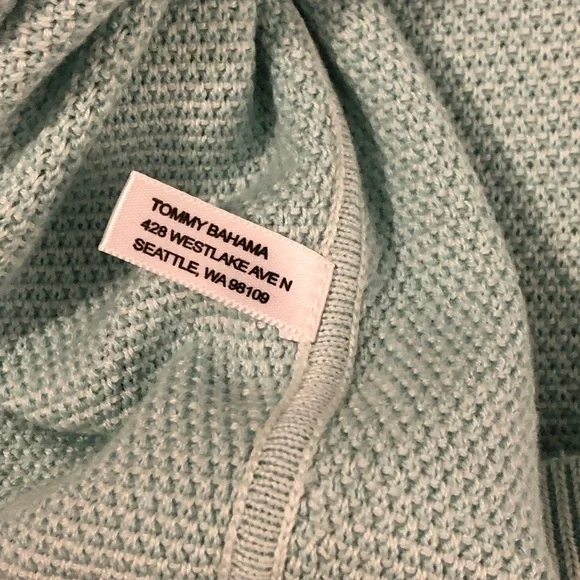 TOMMY BAHAMA
428 WESTLAKE AVE N
SEATTLE, WA 98109